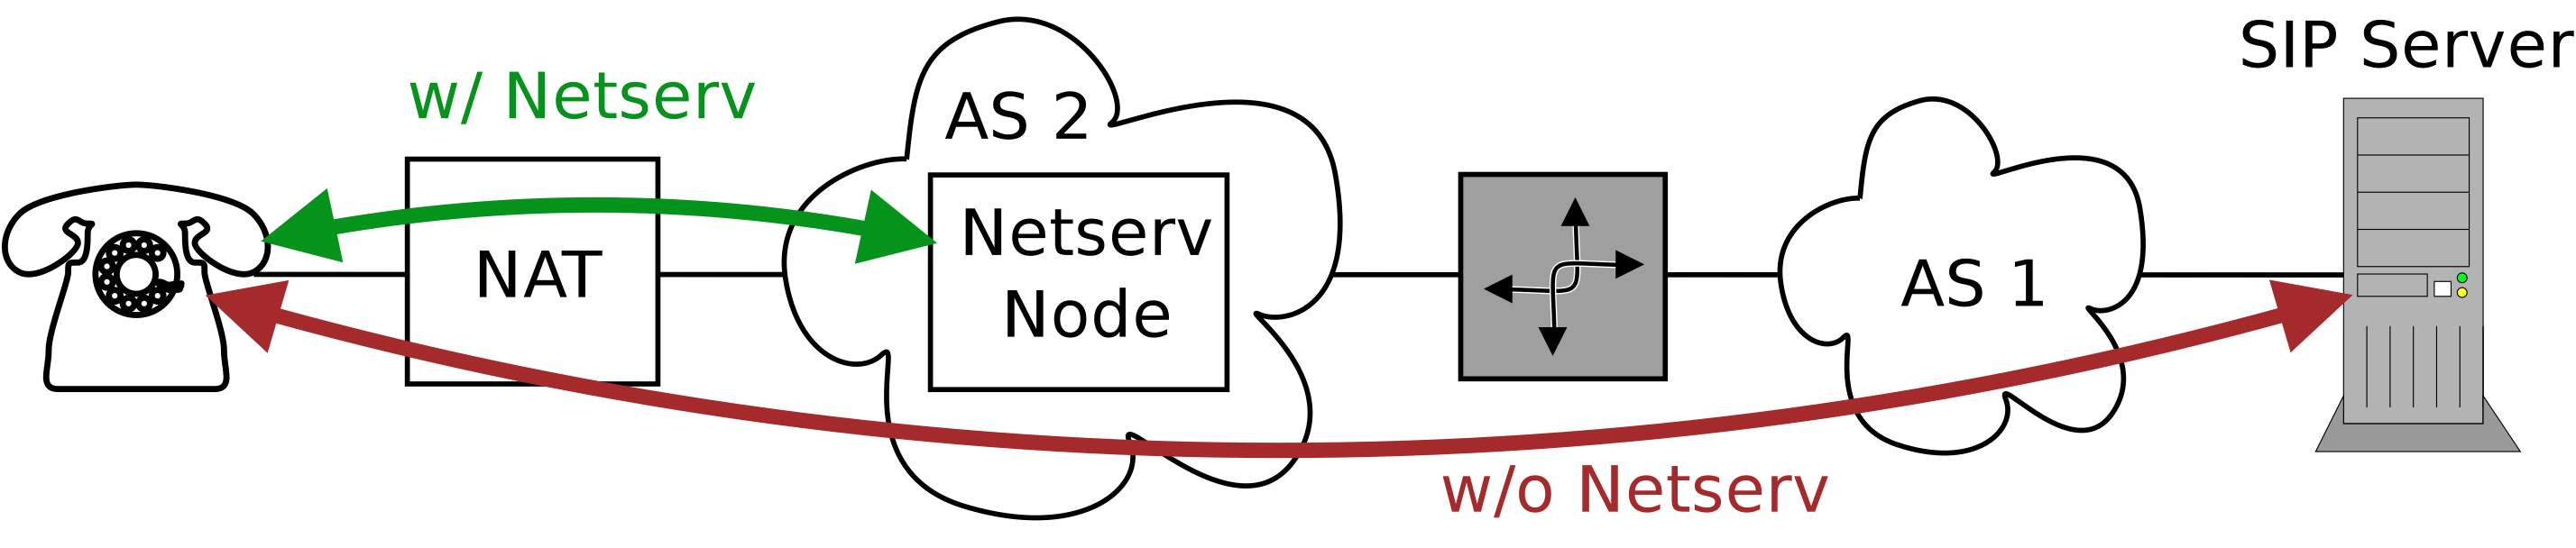 SIP Server
w/ Netserv
AS 2
NAT
Netserv
Node
AS 1
w/o Netserv